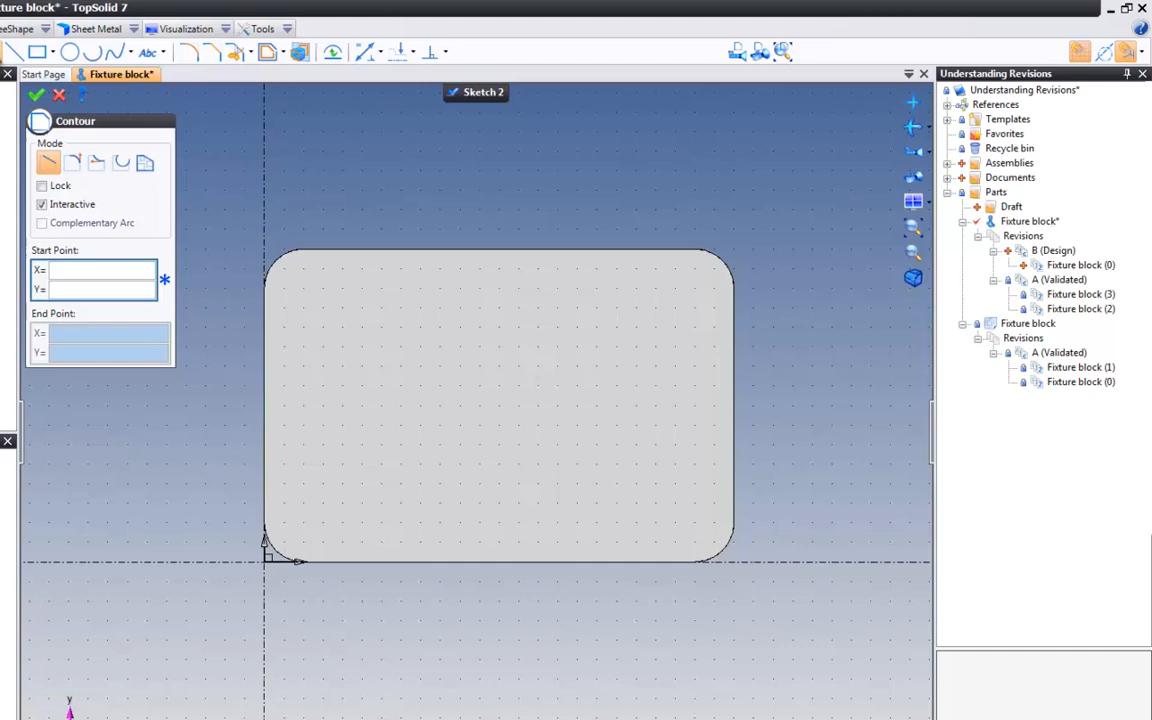 xture block* - TopSolid 7
eeShape Sheet Metal Visualization Tools
Abc
Start Page Fixture block*
Sketch 2
Contour
Mode
Lock
Interactive
Complementary Arc
Start Point:
X=
Y=
End Point:
X=
Y=
y
Understanding Revisions
Understanding Revisions*
References
Templates
Favorites
Recycle bin
Assemblies
Documents
Parts
Draft
Fixture block*
Revisions
B (Design)
Fixture block (0)
A (Validated)
Fixture block (3)
Fixture block (2)
Fixture block
Revisions
A (Validated)
Fixture block (1)
Fixture block (0)